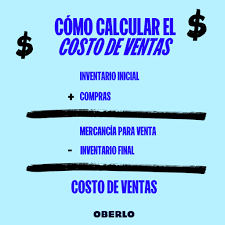 CÓMO CALCULAR EL
COSTO DE VENTAS
$
$
INVENTARIO INICIAL
+ COMPRAS
MERCANCÍA PARA VENTA
- INVENTARIO FINAL
COSTO DE VENTAS
OBERLO